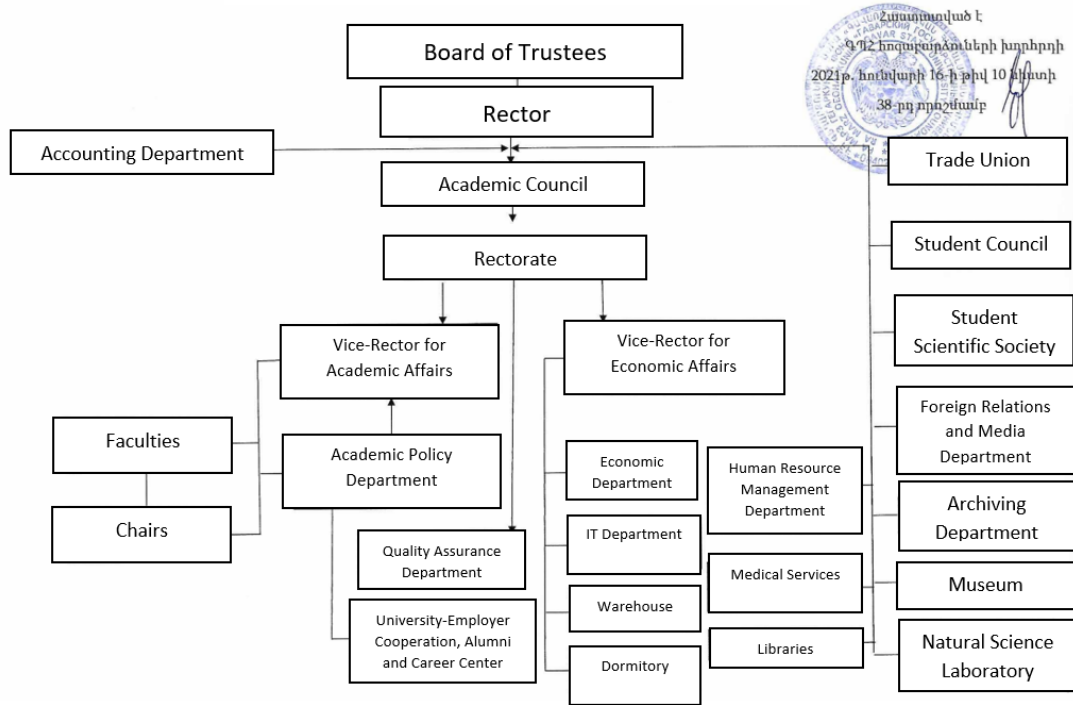 Հաստատված է
ԳՊՀ հոգաբարձուների խորհրդի
2021թ. հունվարի 16-ի թիվ 10 նիստի
38-րդ որոշմամբ
Board of Trustees
Rector
Accounting Department
Trade Union
Academic Council
Student Council
Rectorate
Student
Scientific Society
Vice-Rector for
Academic Affairs
Vice-Rector for
Economic Affairs
Foreign Relations
and Media
Department
Faculties
Academic Policy
Department
Economic
Department
Human Resource
Management
Department
Archiving
Department
Chairs
IT Department
Quality Assurance
Department
Medical Services
Museum
Warehouse
University-Employer
Cooperation, Alumni
and Career Center
Libraries
Natural Science
Laboratory
Dormitory